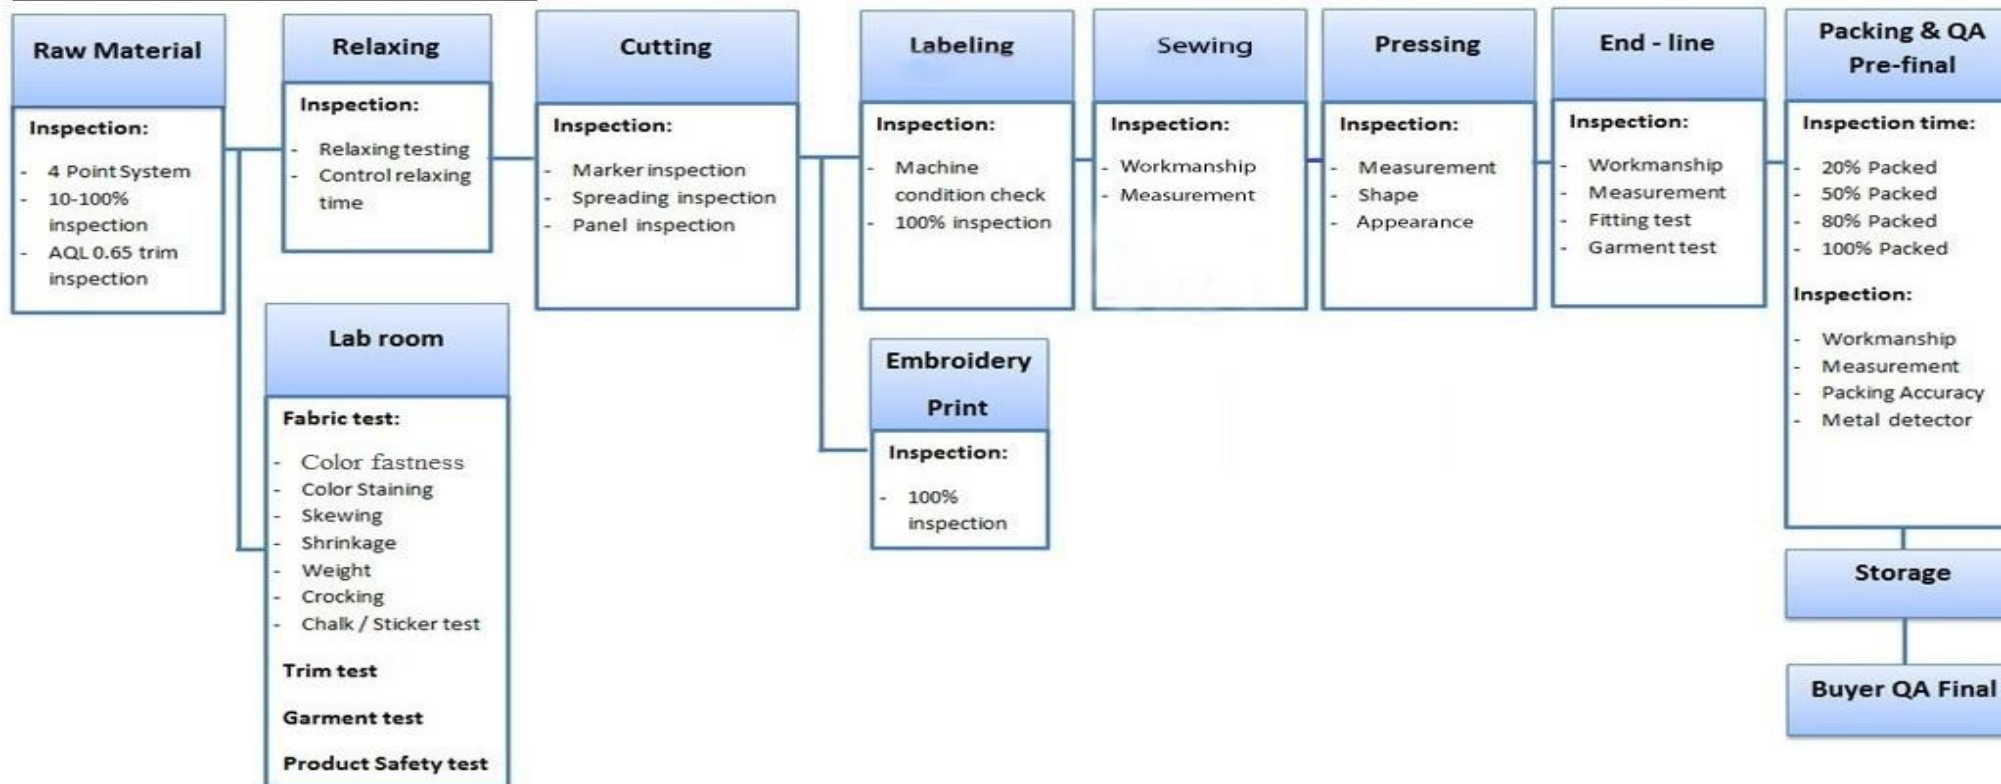 Raw Material
Inspection:
- 4 Point System
- 10-100%
inspection
- AQL 0.65 trim
inspection
Relaxing
Inspection:
- Relaxing testing
- Control relaxing
time
Lab room
Fabric test:
- Color fastness
- Color Staining
- Skewing
- Shrinkage
- Weight
- Crocking
- Chalk / Sticker test
Trim test
Garment test
Product Safety test
Cutting
Inspection:
- Marker inspection
- Spreading inspection
- Panel inspection
Labeling
Inspection:
- Machine
condition check
- 100% inspection
Embroidery
Print
Inspection:
- 100%
inspection
Sewing
Inspection:
- Workmanship
- Measurement
Pressing
Inspection:
- Measurement
- Shape
- Appearance
End - line
Inspection:
- Workmanship
- Measurement
- Fitting test
- Garment test
Packing & QA
Pre-final
Inspection time:
- 20% Packed
- 50% Packed
- 80% Packed
- 100% Packed
Inspection:
- Workmanship
- Measurement
- Packing Accuracy
- Metal detector
Storage
Buyer QA Final